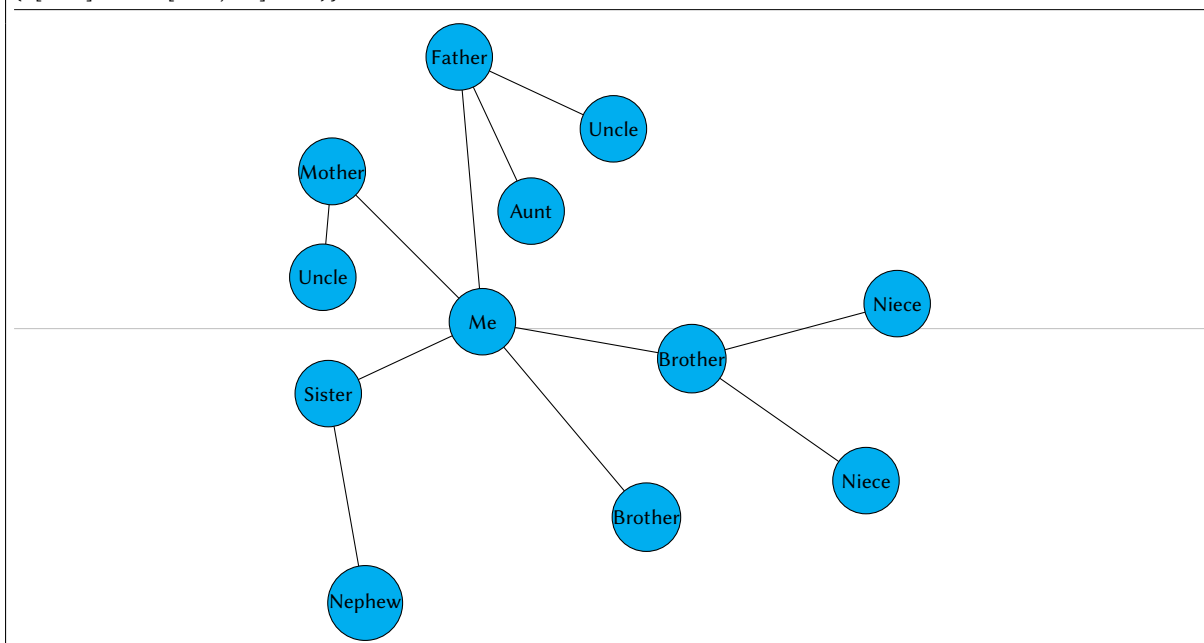 Father
Uncle
Mother
Aunt
Uncle
Niece
Me
Brother
Sister
Niece
Brother
Nephew